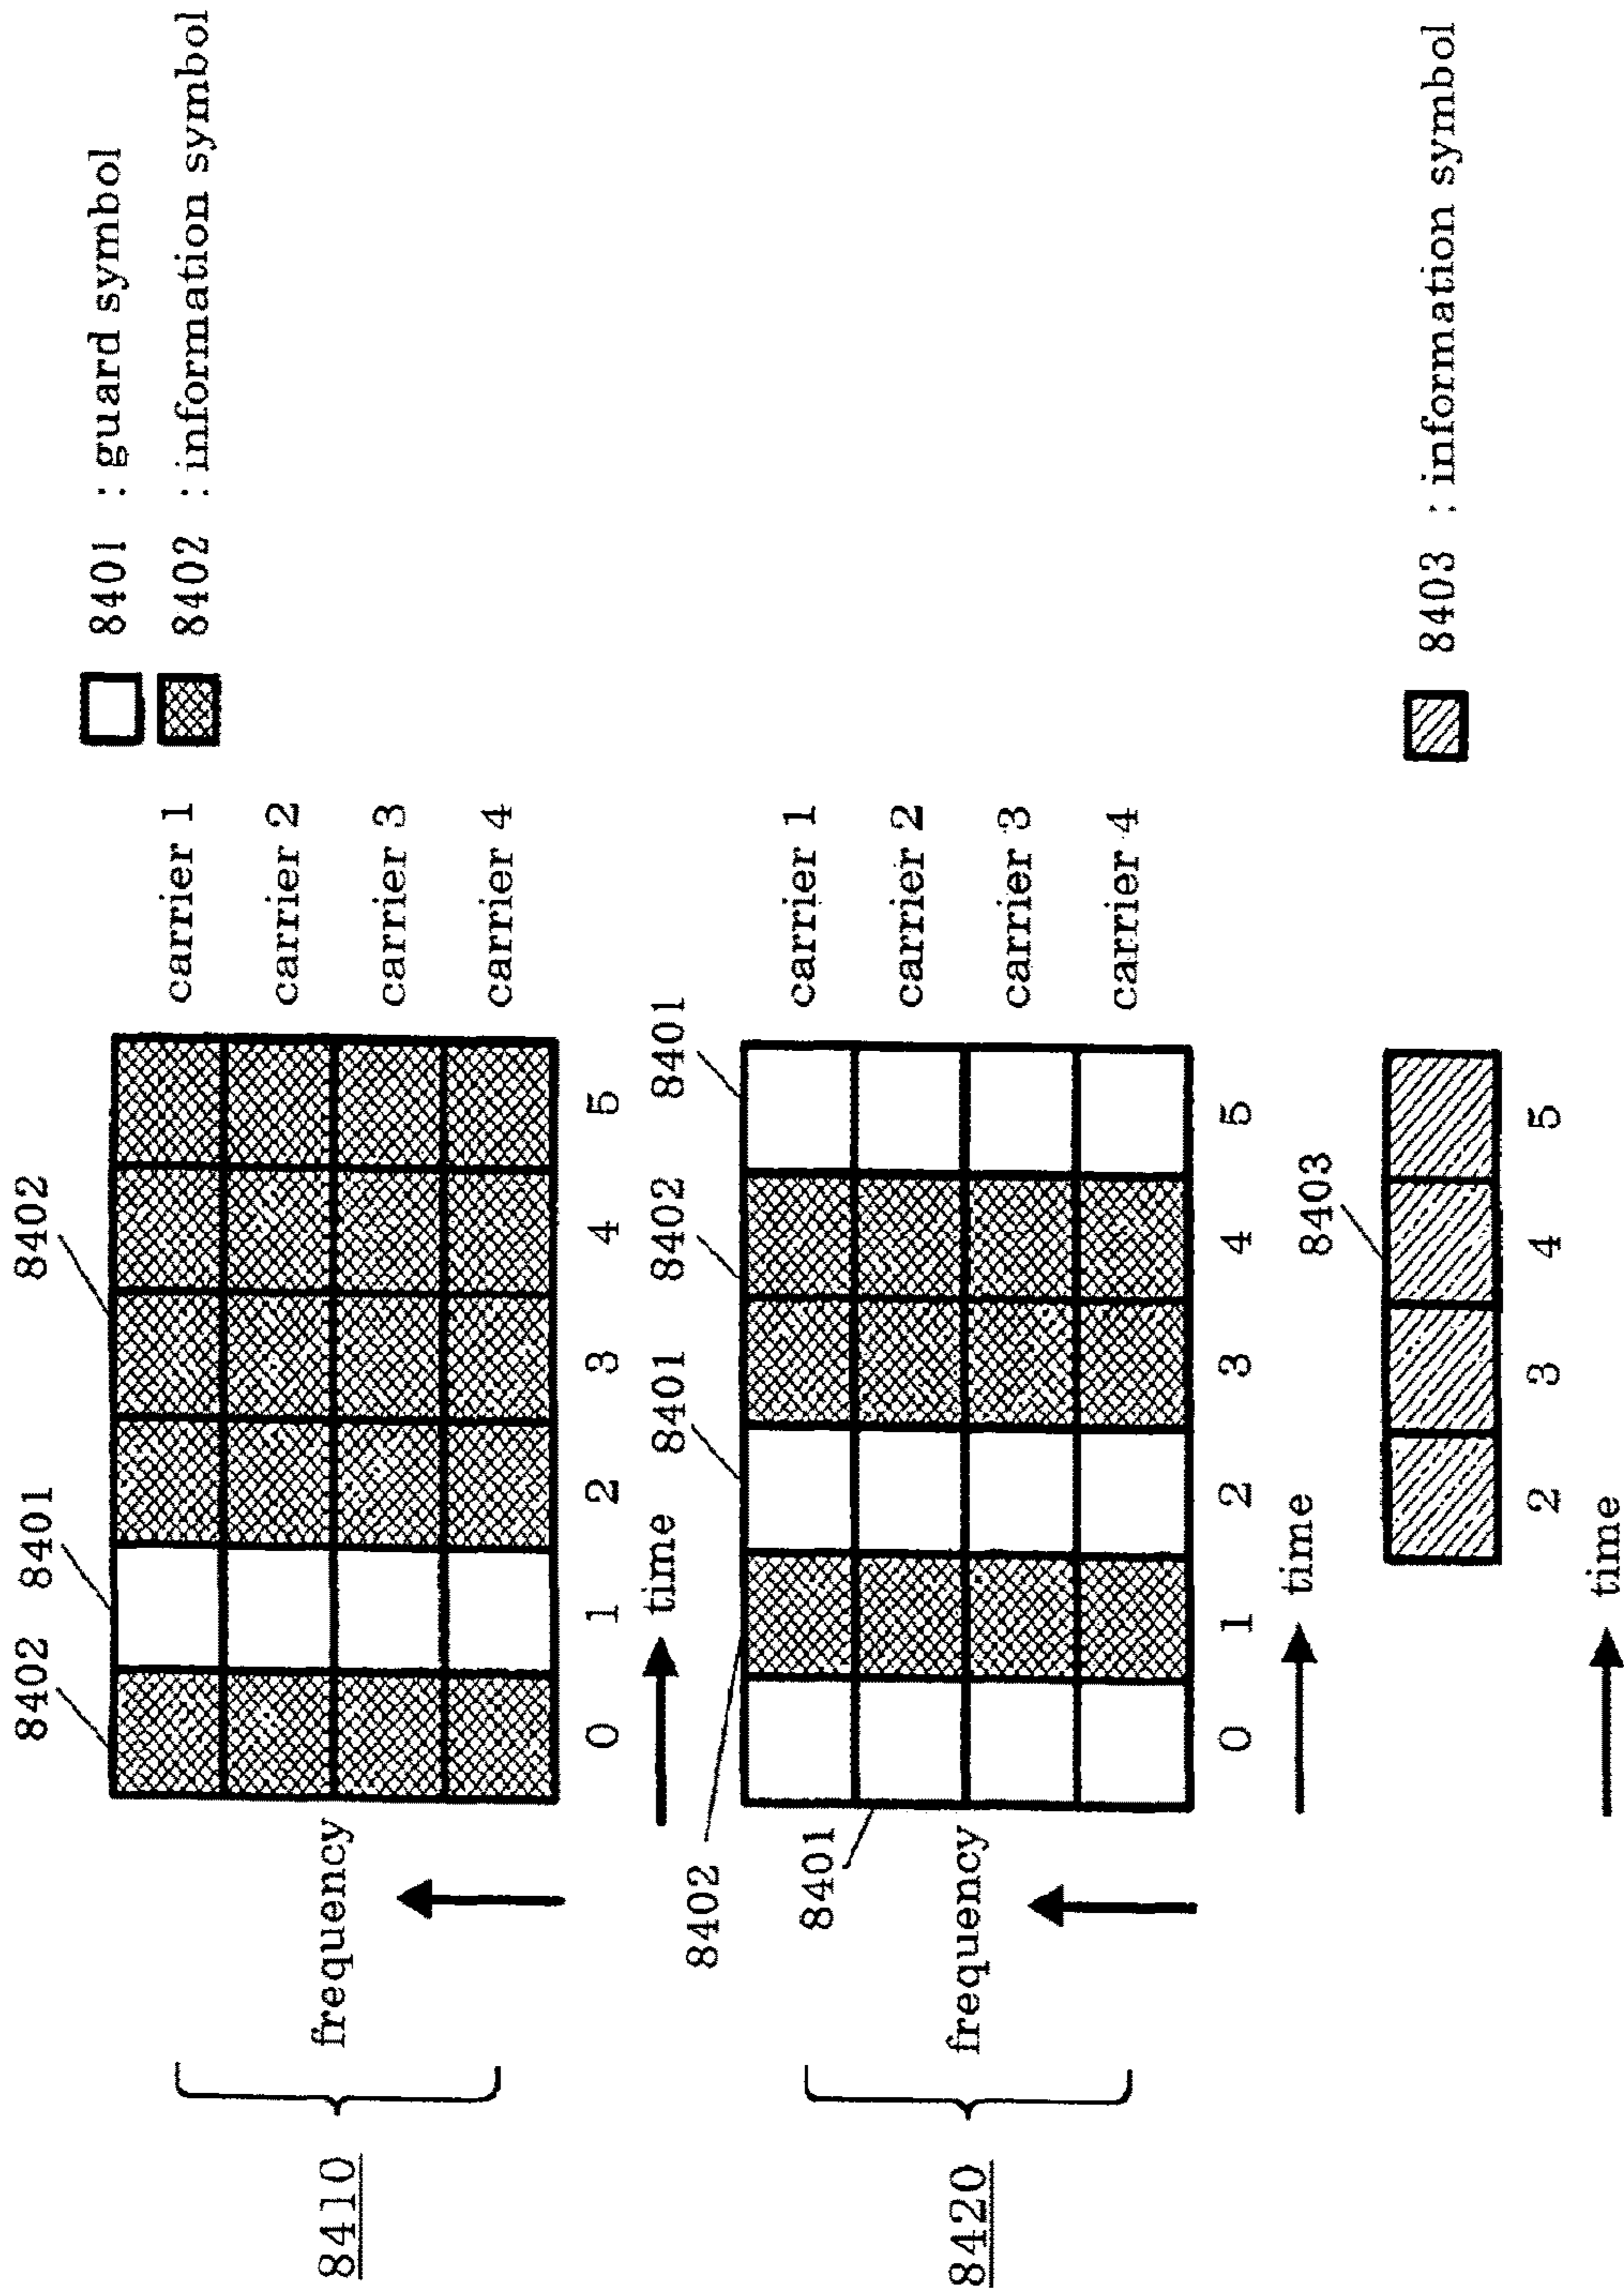 8402 8401 8402
8401 : guard symbol
8402 : information symbol
8410
frequency
carrier 1
carrier 2
carrier 3
carrier 4
0 1 2 3 4 5
time
8402 8401 8401 8402 8401
8420
frequency
carrier 1
carrier 2
carrier 3
carrier 4
0 1 2 3 4 5
time
8403
8403 : information symbol
2 3 4 5
time